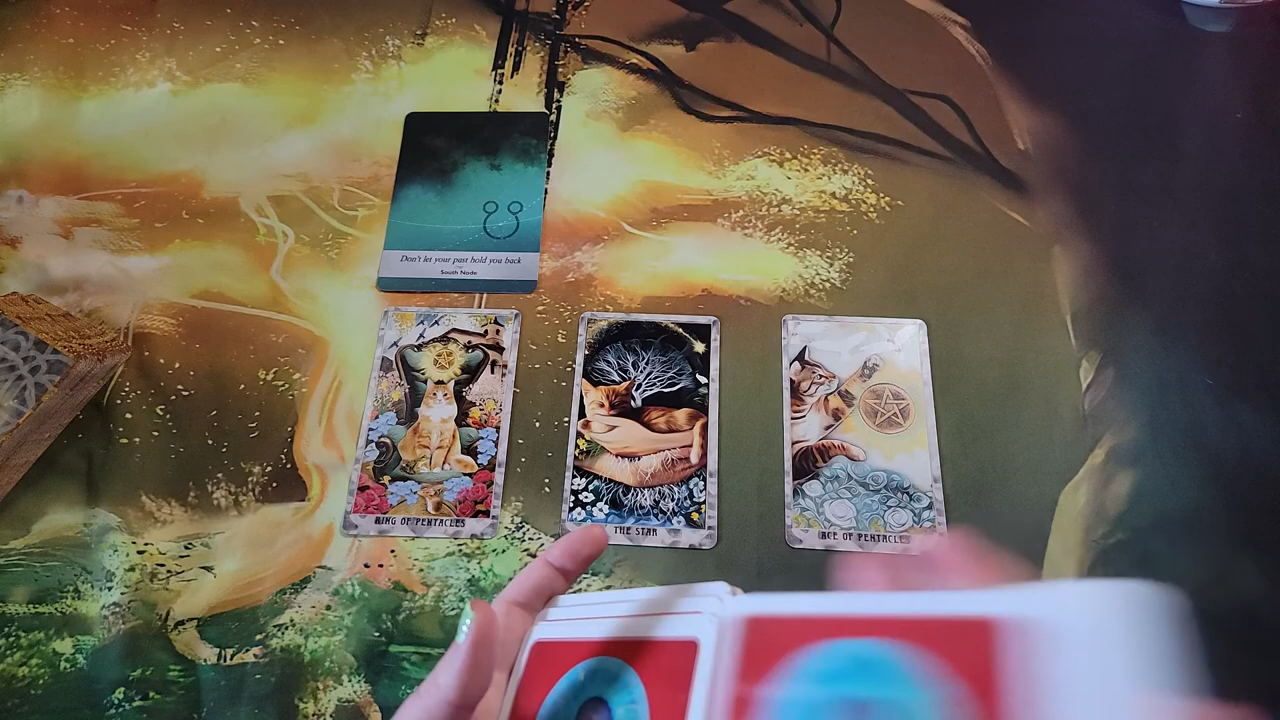 Don't let your past hold you back
South Node
KING OF PENTACLES
THE STAR
ACE OF PENTACLES